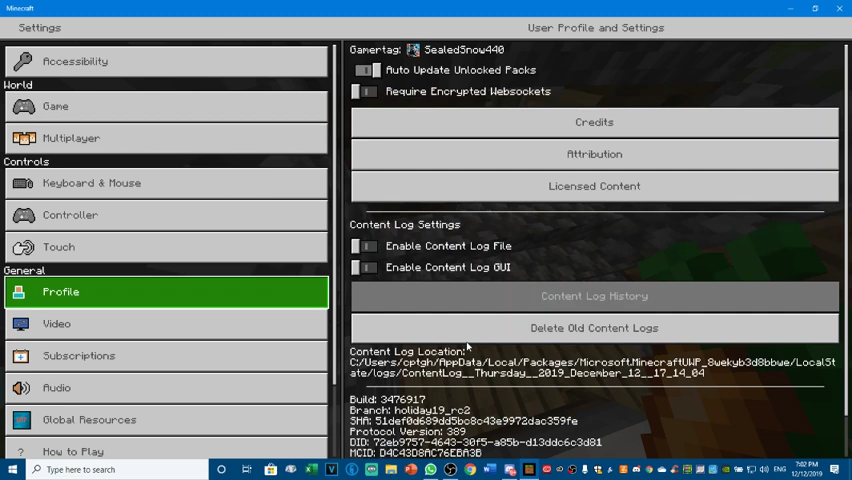 Minecraft
Settings
User Profile and Settings
Accessibility
World
Game
Multiplayer
Controls
Keyboard & Mouse
Controller
Touch
General
Profile
Video
Subscriptions
Audio
Global Resources
How to Play
Gamertag: SealedSnow440
Auto Update Unlocked Packs
Require Encrypted Websockets
Credits
Attribution
Licensed Content
Content Log Settings
Enable Content Log File
Enable Content Log GUI
Content Log History
Delete Old Content Logs
Content Log Location:
C:/Users/cptgh/AppData/Local/Packages/Microsoft.MinecraftUWP_8wekyb3d8bbwe/LocalSt
ate/logs/ContentLog__Thursday__2019_December_12__17_14_04
Build: 3476917
Branch: holiday19_rc2
SHA: 51def0d689dd5bc8c43e9972dac359fe
Protocol Version: 389
DID: 72eb9757-4643-30f5-a85b-d13ddc6c3d81
MCID: D4C43D8AC76EBA3B
Type here to search
ENG
7:02 PM
12/12/2019